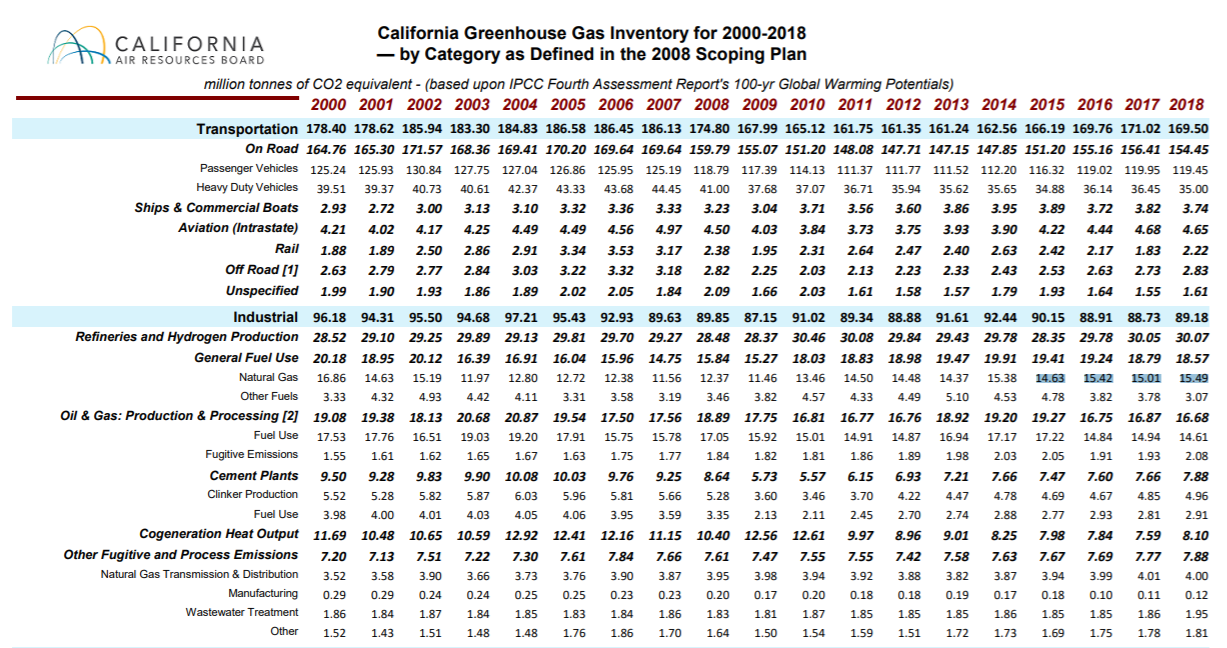 CALIFORNIA
AIR RESOURCES BOARD
California Greenhouse Gas Inventory for 2000-2018
— by Category as Defined in the 2008 Scoping Plan
million tonnes of CO2 equivalent - (based upon IPCC Fourth Assessment Report's 100-yr Global Warming Potentials)
2000 2001 2002 2003 2004 2005 2006 2007 2008 2009 2010 2011 2012 2013 2014 2015 2016 2017 2018
Transportation 178.40 178.62 185.94 183.30 184.83 186.58 186.45 186.13 174.80 167.99 165.12 161.75 161.35 161.24 162.56 166.19 169.76 171.02 169.50
On Road 164.76 165.30 171.57 168.36 169.41 170.20 169.64 169.64 159.79 155.07 151.20 148.08 147.71 147.15 147.85 151.20 155.16 156.41 154.45
Passenger Vehicles 125.24 125.93 130.84 127.75 127.04 126.86 125.95 125.19 118.79 117.39 114.13 111.37 111.77 111.52 112.20 116.32 119.02 119.95 119.45
Heavy Duty Vehicles 39.51 39.37 40.73 40.61 42.37 43.33 43.68 44.45 41.00 37.68 37.07 36.71 35.94 35.62 35.65 34.88 36.14 36.45 35.00
Ships & Commercial Boats 2.93 2.72 3.00 3.13 3.10 3.32 3.36 3.33 3.23 3.04 3.71 3.56 3.60 3.86 3.95 3.89 3.72 3.82 3.74
Aviation (Intrastate) 4.21 4.02 4.17 4.25 4.49 4.49 4.56 4.97 4.50 4.03 3.84 3.73 3.75 3.93 3.90 4.22 4.44 4.68 4.65
Rail 1.88 1.89 2.50 2.86 2.91 3.34 3.53 3.17 2.38 1.95 2.31 2.64 2.47 2.40 2.63 2.42 2.17 1.83 2.22
Off Road [1] 2.63 2.79 2.77 2.84 3.03 3.22 3.32 3.18 2.82 2.25 2.03 2.13 2.23 2.33 2.43 2.53 2.63 2.73 2.83
Unspecified 1.99 1.90 1.93 1.86 1.89 2.02 2.05 1.84 2.09 1.66 2.03 1.61 1.58 1.57 1.79 1.93 1.64 1.55 1.61
Industrial 96.18 94.31 95.50 94.68 97.21 95.43 92.93 89.63 89.85 87.15 91.02 89.34 88.88 91.61 92.44 90.15 88.91 88.73 89.18
Refineries and Hydrogen Production 28.52 29.10 29.25 29.89 29.13 29.81 29.70 29.27 28.48 28.37 30.46 30.08 29.84 29.43 29.78 28.35 29.78 30.05 30.07
General Fuel Use 20.18 18.95 20.12 16.39 16.91 16.04 15.96 14.75 15.84 15.27 18.03 18.83 18.98 19.47 19.91 19.41 19.24 18.79 18.57
Natural Gas 16.86 14.63 15.19 11.97 12.80 12.72 12.38 11.56 12.37 11.46 13.46 14.50 14.48 14.37 15.38 14.63 15.42 15.01 15.49
Other Fuels 3.33 4.32 4.93 4.42 4.11 3.31 3.58 3.19 3.46 3.82 4.57 4.33 4.49 5.10 4.53 4.78 3.82 3.78 3.07
Oil & Gas: Production & Processing [2] 19.08 19.38 18.13 20.68 20.87 19.54 17.50 17.56 18.89 17.75 16.81 16.77 16.76 18.92 19.20 19.27 16.75 16.87 16.68
Fuel Use 17.53 17.76 16.51 19.03 19.20 17.91 15.75 15.78 17.05 15.92 15.01 14.91 14.87 16.94 17.17 17.22 14.84 14.94 14.61
Fugitive Emissions 1.55 1.61 1.62 1.65 1.67 1.63 1.75 1.77 1.84 1.82 1.81 1.86 1.89 1.98 2.03 2.05 1.91 1.93 2.08
Cement Plants 9.50 9.28 9.83 9.90 10.08 10.03 9.76 9.25 8.64 5.73 5.57 6.15 6.93 7.21 7.66 7.47 7.60 7.66 7.88
Clinker Production 5.52 5.28 5.82 5.87 6.03 5.96 5.81 5.66 5.28 3.60 3.46 3.70 4.22 4.47 4.78 4.69 4.67 4.85 4.96
Fuel Use 3.98 4.00 4.01 4.03 4.05 4.06 3.95 3.59 3.35 2.13 2.11 2.45 2.70 2.74 2.88 2.77 2.93 2.81 2.91
Cogeneration Heat Output 11.69 10.48 10.65 10.59 12.92 12.41 12.16 11.15 10.40 12.56 12.61 9.97 8.96 9.01 8.25 7.98 7.84 7.59 8.10
Other Fugitive and Process Emissions 7.20 7.13 7.51 7.22 7.30 7.61 7.84 7.66 7.61 7.47 7.55 7.55 7.42 7.58 7.63 7.67 7.69 7.77 7.88
Natural Gas Transmission & Distribution 3.52 3.58 3.90 3.66 3.73 3.76 3.90 3.87 3.95 3.98 3.94 3.92 3.88 3.82 3.87 3.94 3.99 4.01 4.00
Manufacturing 0.29 0.29 0.24 0.24 0.25 0.25 0.23 0.23 0.20 0.17 0.20 0.18 0.18 0.19 0.17 0.18 0.10 0.11 0.12
Wastewater Treatment 1.86 1.84 1.87 1.84 1.85 1.83 1.84 1.86 1.83 1.81 1.87 1.85 1.85 1.85 1.86 1.85 1.85 1.86 1.95
Other 1.52 1.43 1.51 1.48 1.48 1.76 1.86 1.70 1.64 1.50 1.54 1.59 1.51 1.72 1.73 1.69 1.75 1.78 1.81